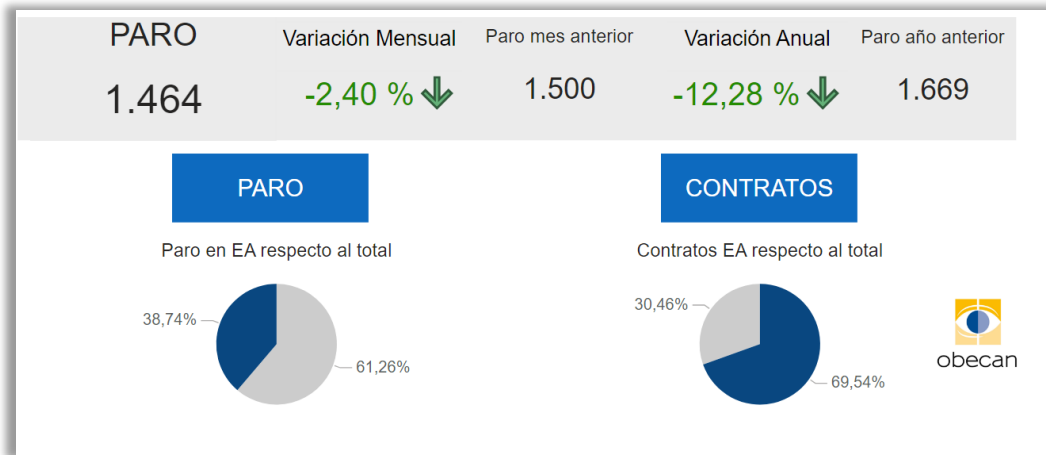 PARO
Variación Mensual
Paro mes anterior
Variación Anual
Paro año anterior
1.464
-2,40 %
1.500
-12,28 %
1.669
PARO
CONTRATOS
Paro en EA respecto al total
Contratos EA respecto al total
38,74%
61,26%
30,46%
69,54%
obecan